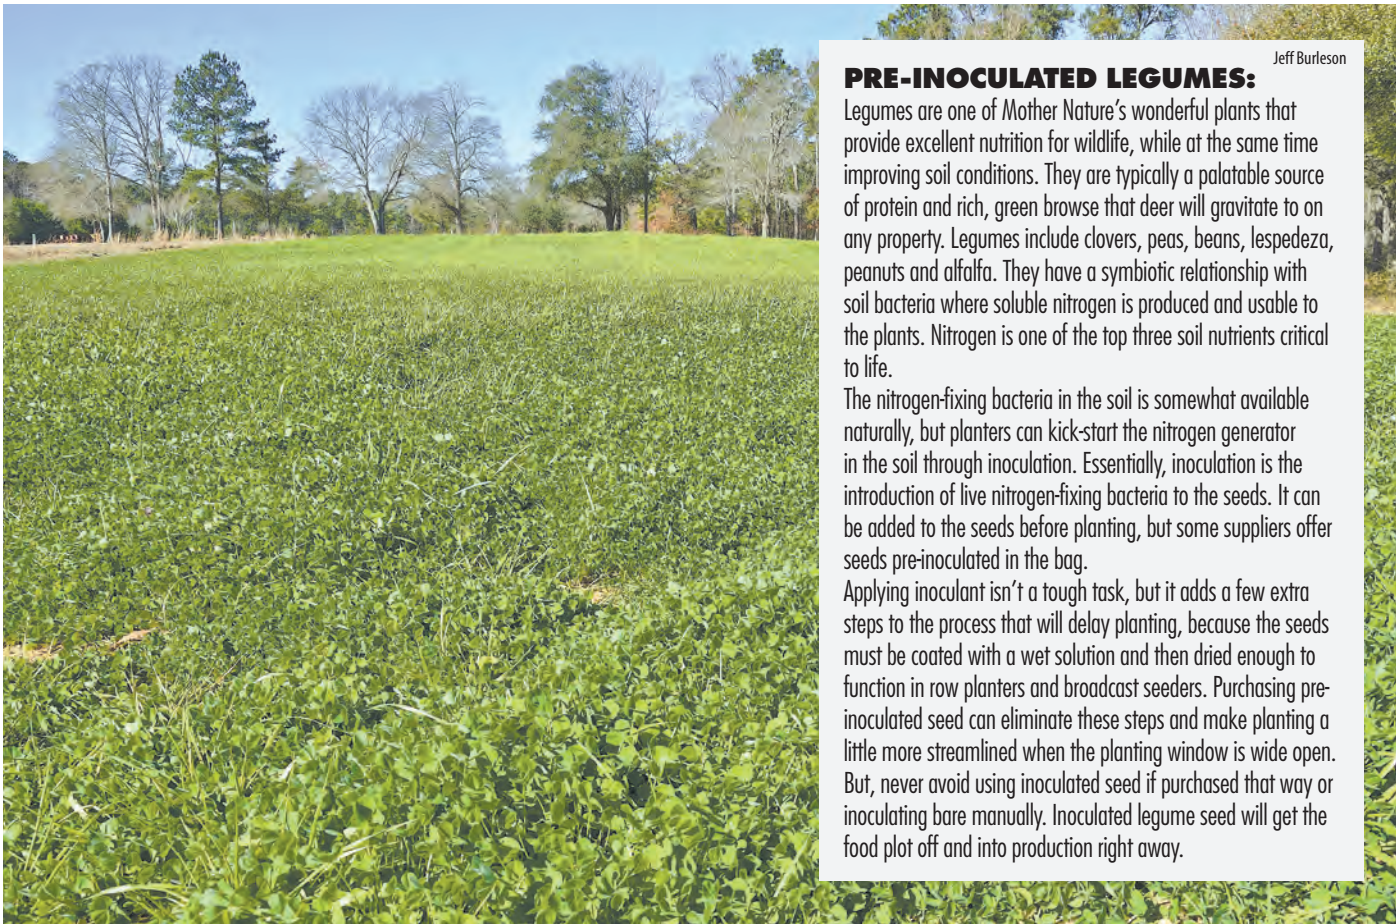 Jeff Burleson
PRE-INOCULATED LEGUMES:
Legumes are one of Mother Nature’s wonderful plants that
provide excellent nutrition for wildlife, while at the same time
improving soil conditions. They are typically a palatable source
of protein and rich, green browse that deer will gravitate to on
any property. Legumes include clovers, peas, beans, lespedeza,
peanuts and alfalfa. They have a symbiotic relationship with
soil bacteria where soluble nitrogen is produced and usable to
the plants. Nitrogen is one of the top three soil nutrients critical
to life.
The nitrogen-fixing bacteria in the soil is somewhat available
naturally, but planters can kick-start the nitrogen generator
in the soil through inoculation. Essentially, inoculation is the
introduction of live nitrogen-fixing bacteria to the seeds. It can
be added to the seeds before planting, but some suppliers offer
seeds pre-inoculated in the bag.
Applying inoculant isn’t a tough task, but it adds a few extra
steps to the process that will delay planting, because the seeds
must be coated with a wet solution and then dried enough to
function in row planters and broadcast seeders. Purchasing pre-
inoculated seed can eliminate these steps and make planting a
little more streamlined when the planting window is wide open.
But, never avoid using inoculated seed if purchased that way or
inoculating bare manually. Inoculated legume seed will get the
food plot off and into production right away.